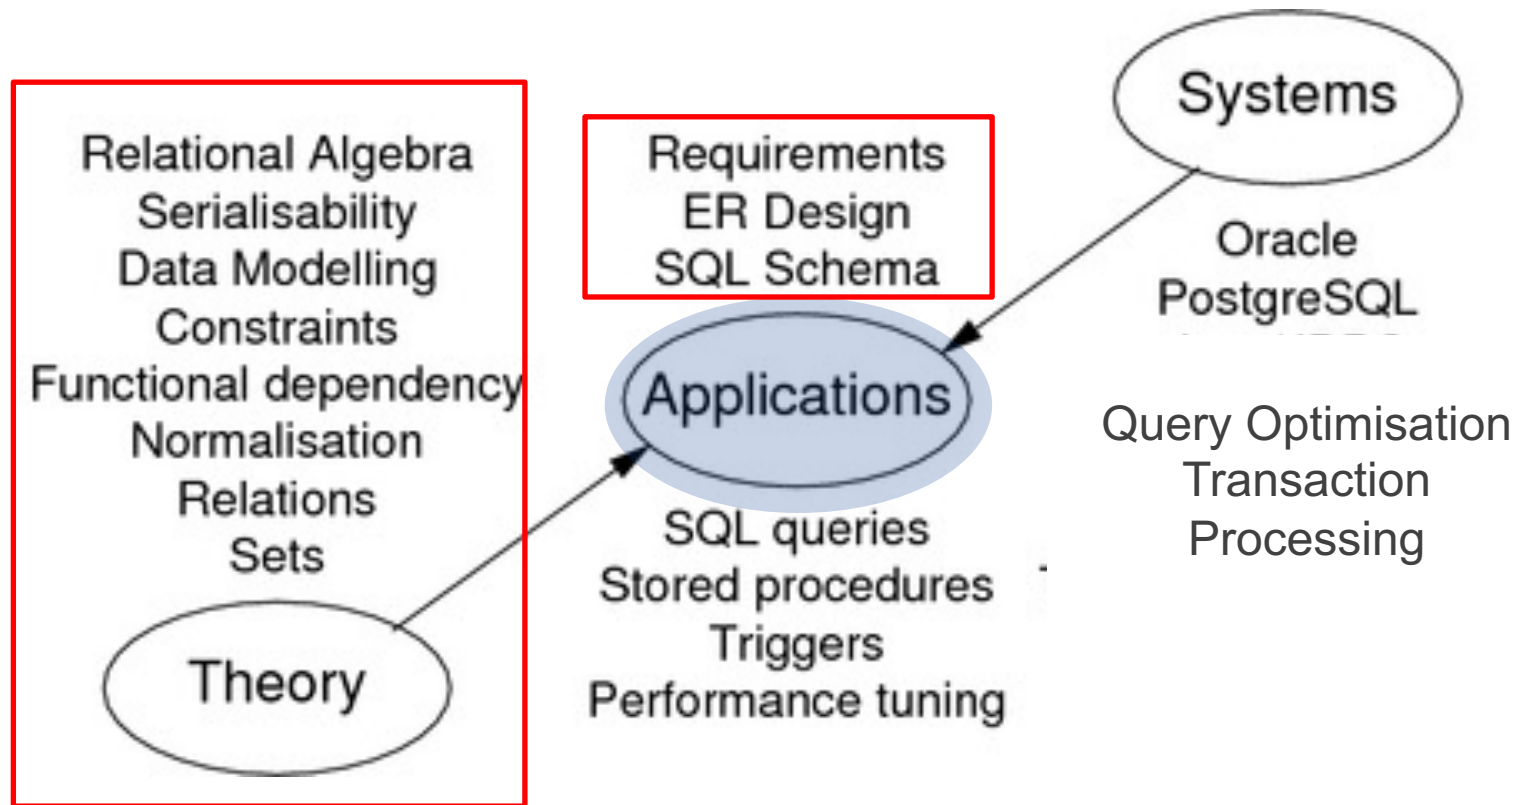 Relational Algebra
Serialisability
Data Modelling
Constraints
Functional dependency
Normalisation
Relations
Sets
Theory
Requirements
ER Design
SQL Schema
Applications
SQL queries
Stored procedures
Triggers
Performance tuning
Systems
Oracle
PostgreSQL
Query Optimisation
Transaction
Processing